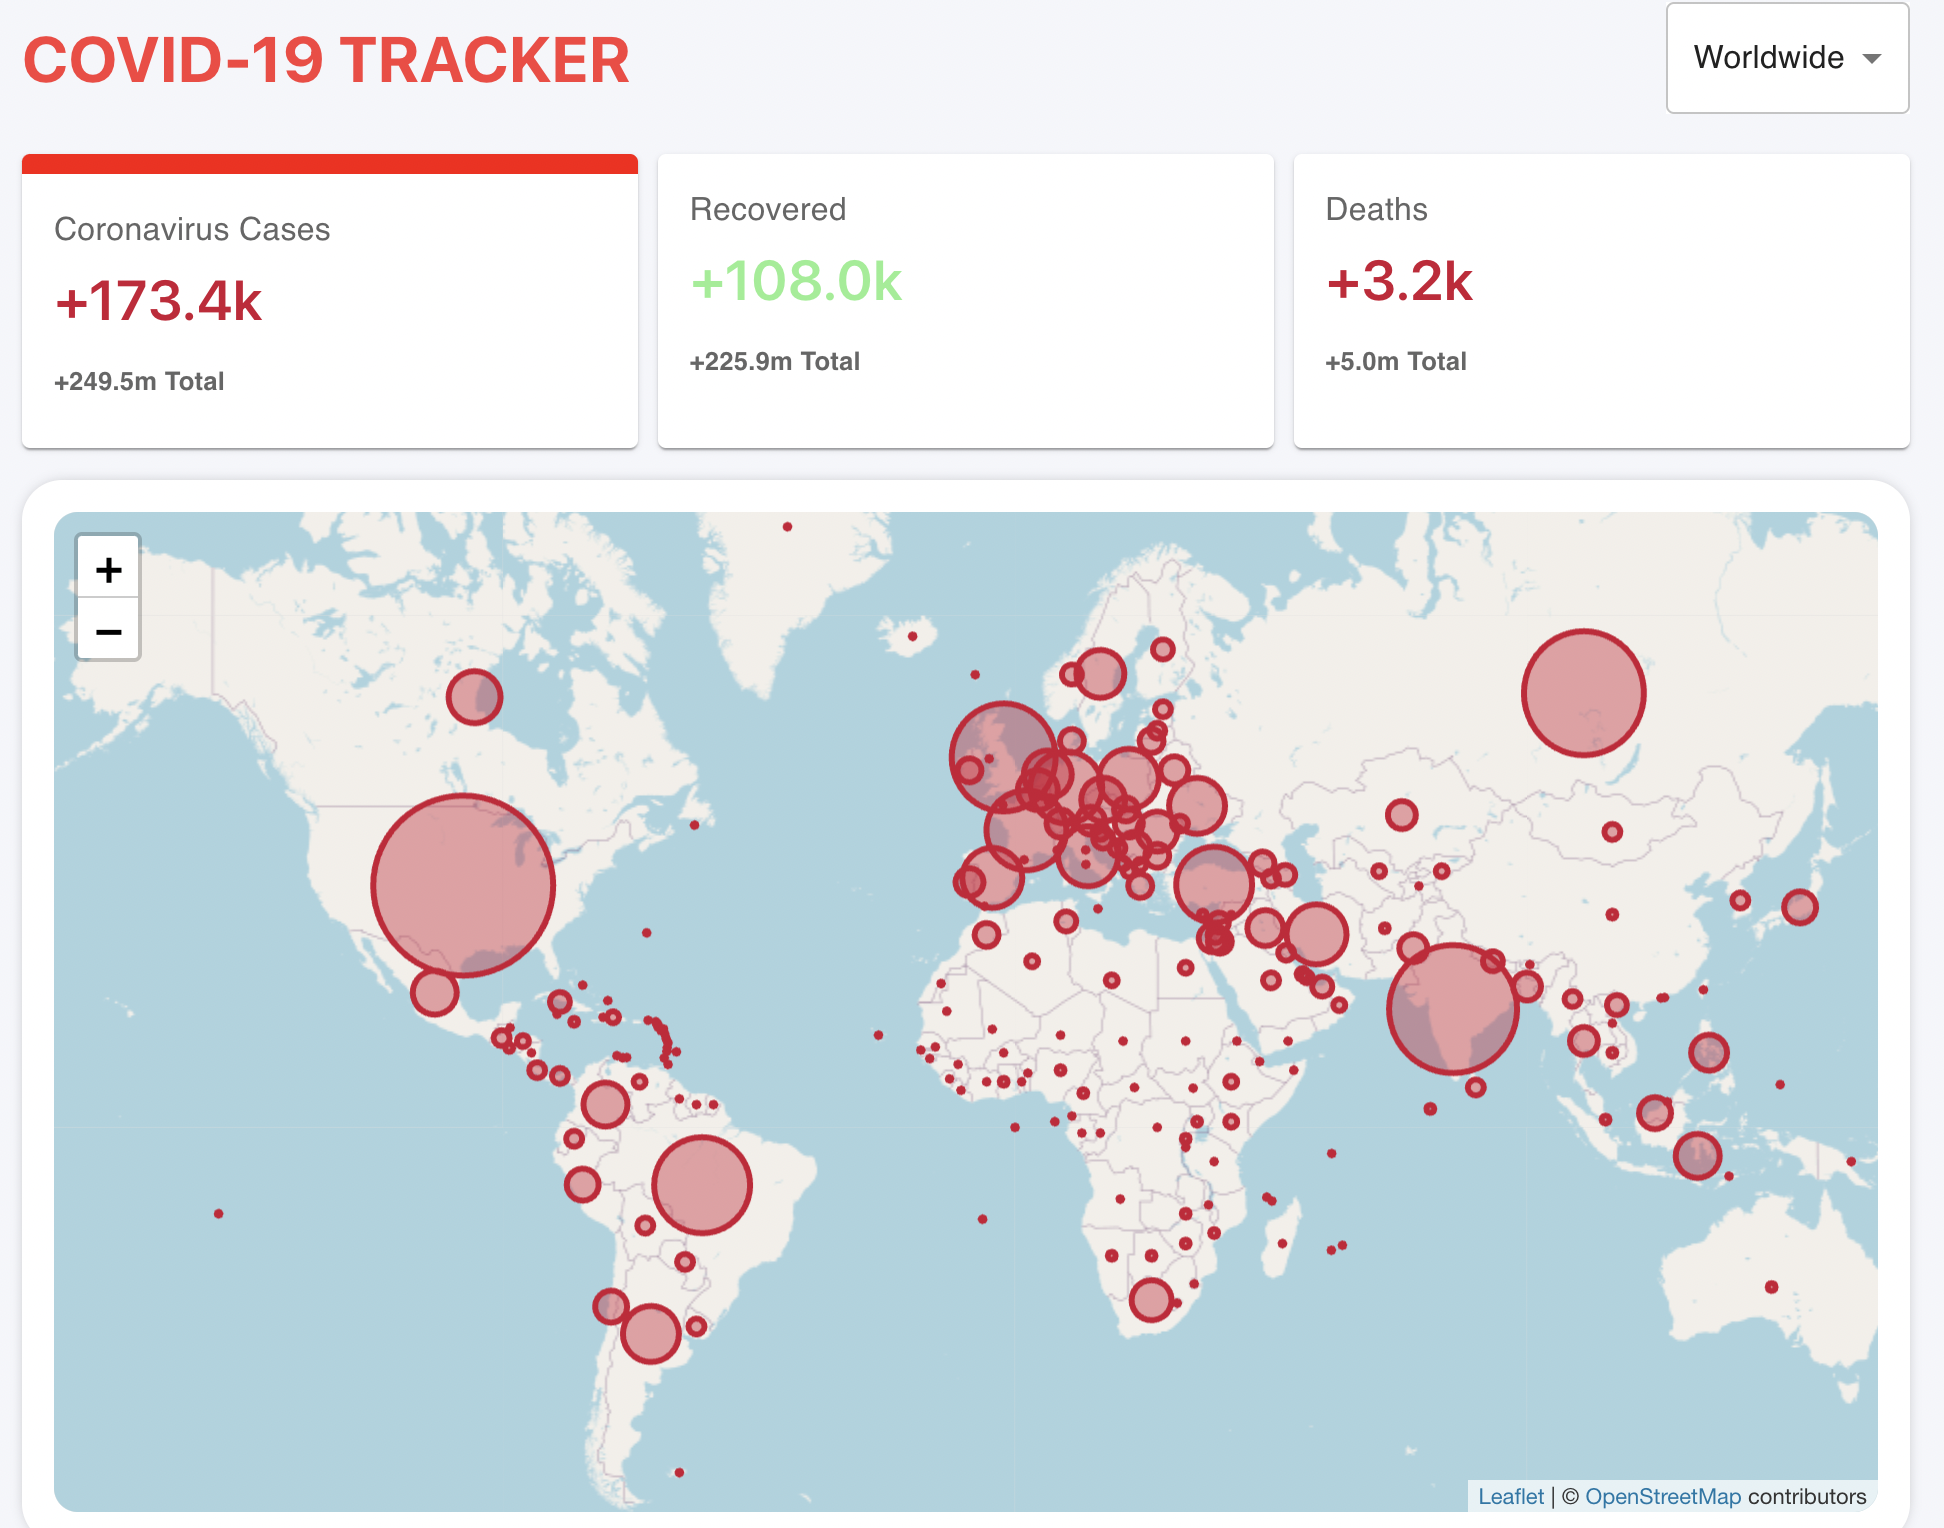 COVID-19 TRACKER
Worldwide
Coronavirus Cases
+173.4k
+249.5m Total
Recovered
+108.0k
+225.9m Total
Deaths
+3.2k
+5.0m Total
+
−
Leaflet | © OpenStreetMap contributors